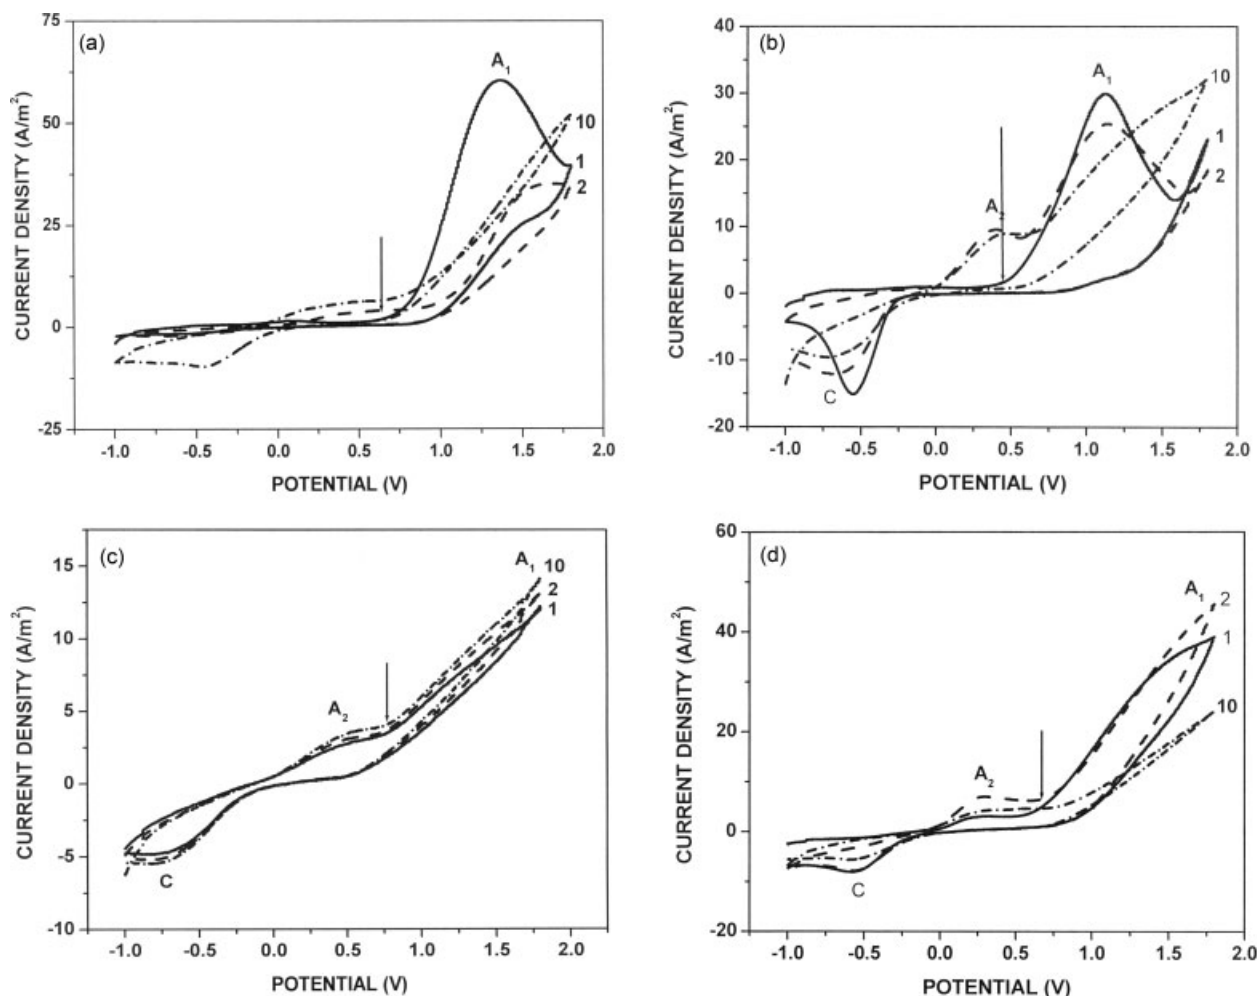 (a)
A₁
10
1
2
75
50
25
0
-25
-1.0 -0.5 0.0 0.5 1.0 1.5 2.0
CURRENT DENSITY (A/m²)
POTENTIAL (V)
(b)
A₁
10
1
2
A₂
C
40
30
20
10
0
-10
-20
-1.0 -0.5 0.0 0.5 1.0 1.5 2.0
CURRENT DENSITY (A/m²)
POTENTIAL (V)
(c)
A₁ 10
2
1
A₂
C
15
10
5
0
-5
-10
-1.0 -0.5 0.0 0.5 1.0 1.5 2.0
CURRENT DENSITY (A/m²)
POTENTIAL (V)
(d)
A₁ 2
1
10
A₂
C
60
40
20
0
-20
-1.0 -0.5 0.0 0.5 1.0 1.5 2.0
CURRENT DENSITY (A/m²)
POTENTIAL (V)